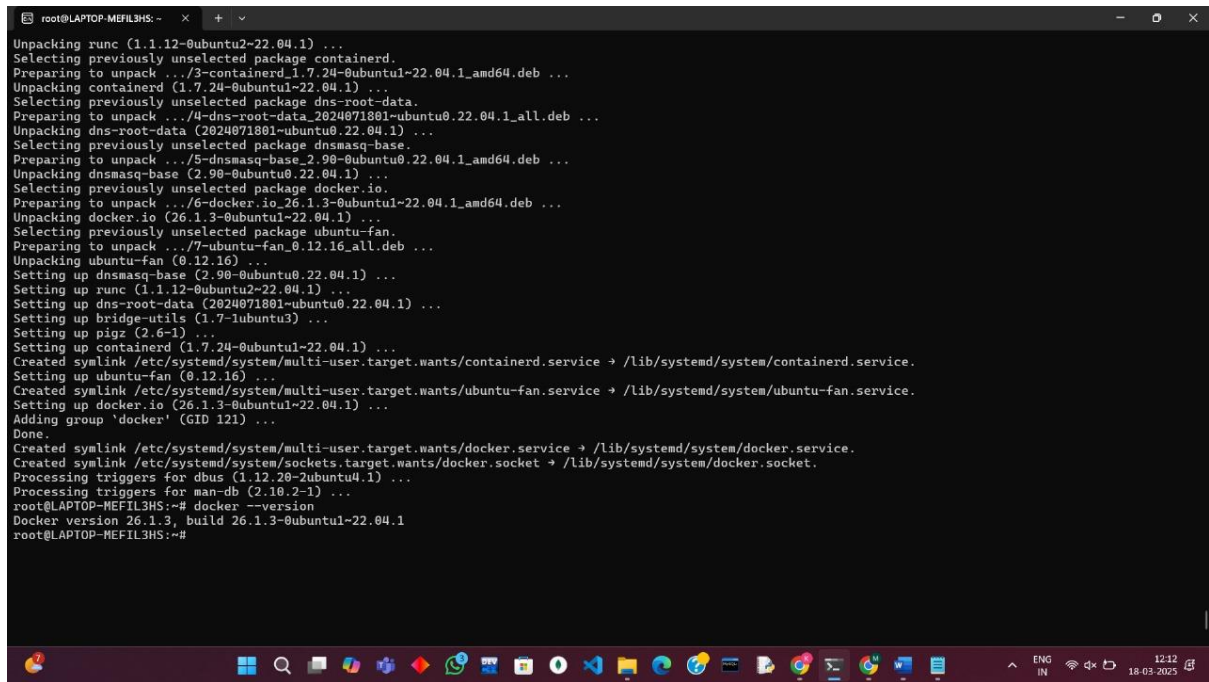 root@LAPTOP-MEFIL3HS: ~
Unpacking runc (1.1.12-0ubuntu2~22.04.1) ...
Selecting previously unselected package containerd.
Preparing to unpack .../3-containerd_1.7.24-0ubuntu1~22.04.1_amd64.deb ...
Unpacking containerd (1.7.24-0ubuntu1~22.04.1) ...
Selecting previously unselected package dns-root-data.
Preparing to unpack .../4-dns-root-data_2024071801~ubuntu0.22.04.1_all.deb ...
Unpacking dns-root-data (2024071801~ubuntu0.22.04.1) ...
Selecting previously unselected package dnsmasq-base.
Preparing to unpack .../5-dnsmasq-base_2.90-0ubuntu0.22.04.1_amd64.deb ...
Unpacking dnsmasq-base (2.90-0ubuntu0.22.04.1) ...
Selecting previously unselected package docker.io.
Preparing to unpack .../6-docker.io_26.1.3-0ubuntu1~22.04.1_amd64.deb ...
Unpacking docker.io (26.1.3-0ubuntu1~22.04.1) ...
Selecting previously unselected package ubuntu-fan.
Preparing to unpack .../7-ubuntu-fan_0.12.16_all.deb ...
Unpacking ubuntu-fan (0.12.16) ...
Setting up dnsmasq-base (2.90-0ubuntu0.22.04.1) ...
Setting up runc (1.1.12-0ubuntu2~22.04.1) ...
Setting up dns-root-data (2024071801~ubuntu0.22.04.1) ...
Setting up bridge-utils (1.7-1ubuntu3) ...
Setting up pigz (2.6-1) ...
Setting up containerd (1.7.24-0ubuntu1~22.04.1) ...
Created symlink /etc/systemd/system/multi-user.target.wants/containerd.service → /lib/systemd/system/containerd.service.
Setting up ubuntu-fan (0.12.16) ...
Created symlink /etc/systemd/system/multi-user.target.wants/ubuntu-fan.service → /lib/systemd/system/ubuntu-fan.service.
Setting up docker.io (26.1.3-0ubuntu1~22.04.1) ...
Adding group `docker' (GID 121) ...
Done.
Created symlink /etc/systemd/system/multi-user.target.wants/docker.service → /lib/systemd/system/docker.service.
Created symlink /etc/systemd/system/sockets.target.wants/docker.socket → /lib/systemd/system/docker.socket.
Processing triggers for dbus (1.12.20-2ubuntu4.1) ...
Processing triggers for man-db (2.10.2-1) ...
root@LAPTOP-MEFIL3HS:~# docker --version
Docker version 26.1.3, build 26.1.3-0ubuntu1~22.04.1
root@LAPTOP-MEFIL3HS:~#
ENG 12:12
IN 18-03-2025